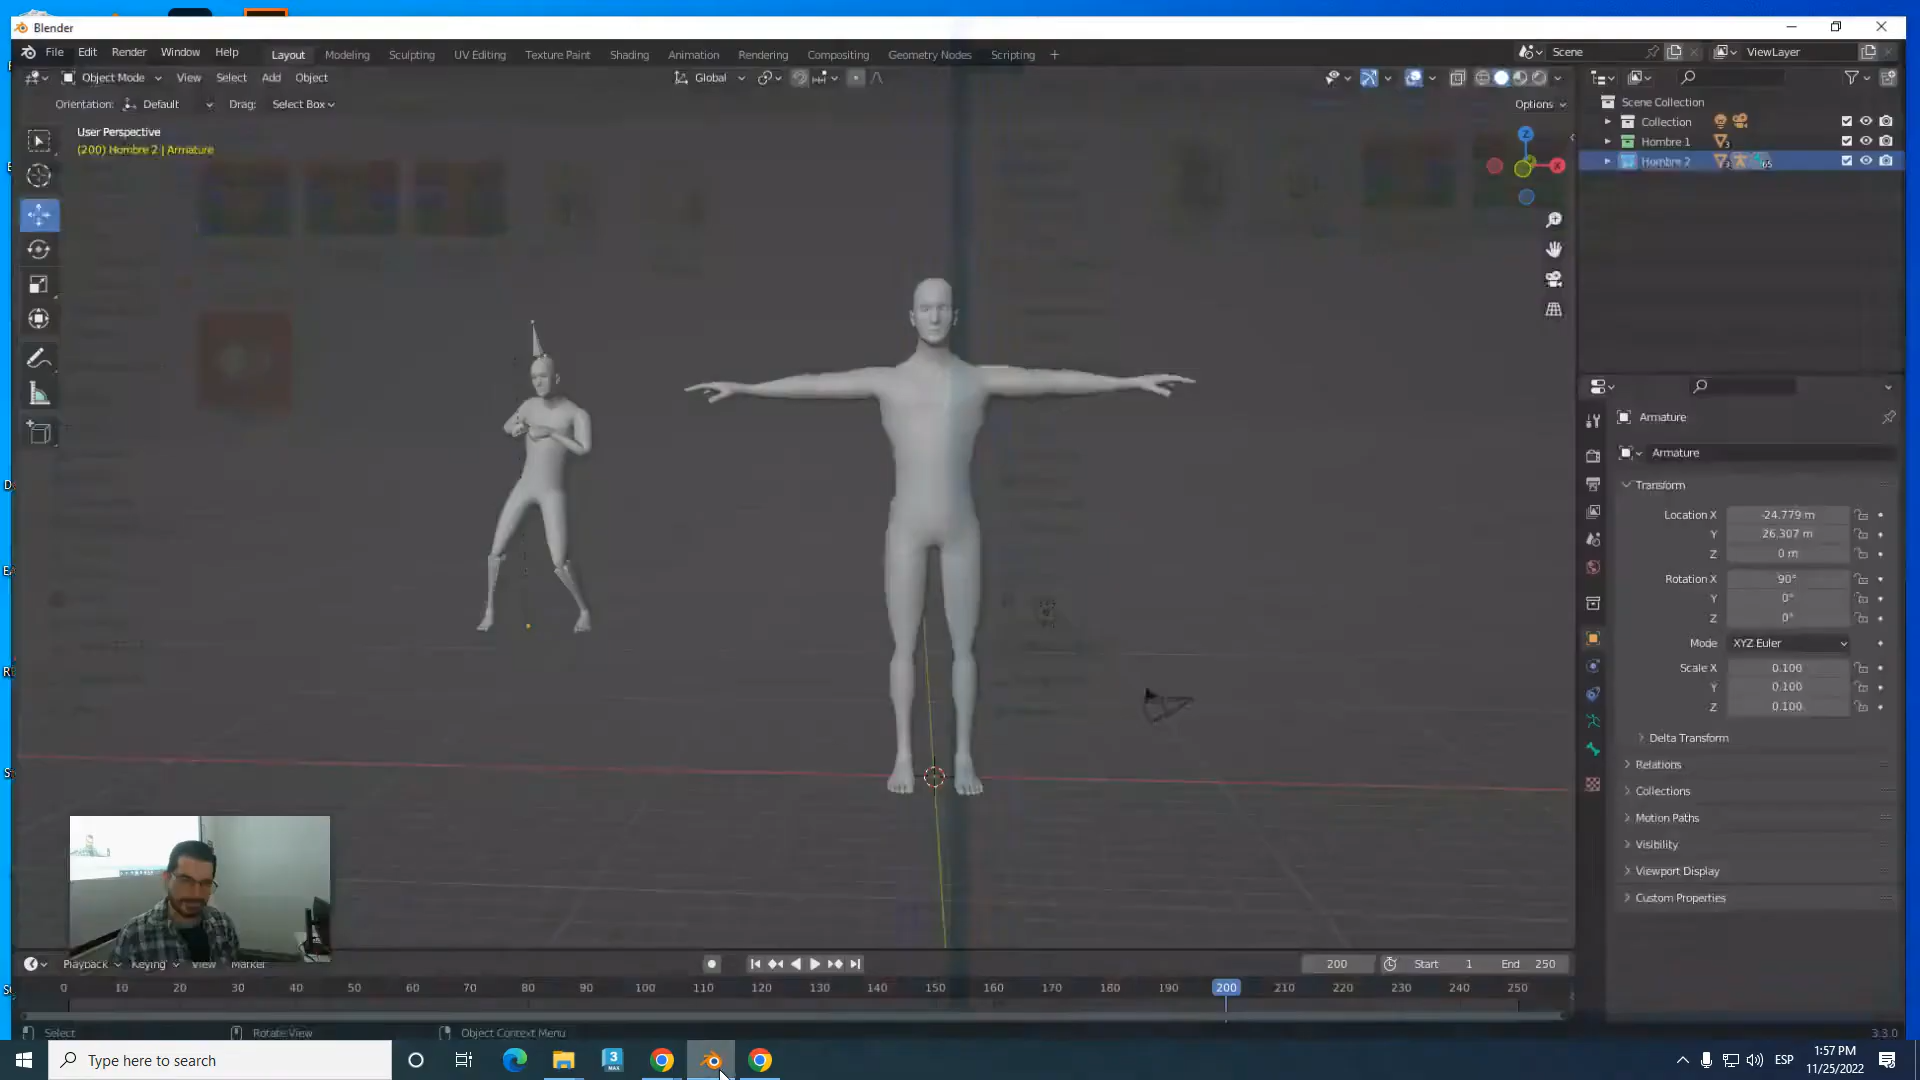 Blender
File Edit Render Window Help
Layout Modeling Sculpting UV Editing Texture Paint Shading Animation Rendering Compositing Geometry Nodes Scripting +
Scene
ViewLayer
Object Mode View Select Add Object
Global
Orientation: Default Drag: Select Box
Options
User Perspective
(200) Hombre 2 | Armature
Z
X
Scene Collection
Collection
Hombre 1
3
Hombre 2
3
65
Armature
Armature
Transform
Location X -24.779 m
Y 26.307 m
Z 0 m
Rotation X 90°
Y 0°
Z 0°
Mode XYZ Euler
Scale X 0.100
Y 0.100
Z 0.100
Delta Transform
Relations
Collections
Motion Paths
Visibility
Viewport Display
Custom Properties
Playback Keying View Marker
200 Start 1 End 250
0 10 20 30 40 50 60 70 80 90 100 110 120 130 140 150 160 170 180 190 200 210 220 230 240 250
Select Rotate View Object Context Menu
3.3.0
Type here to search
3
MAX
ESP
1:57 PM
11/25/2022